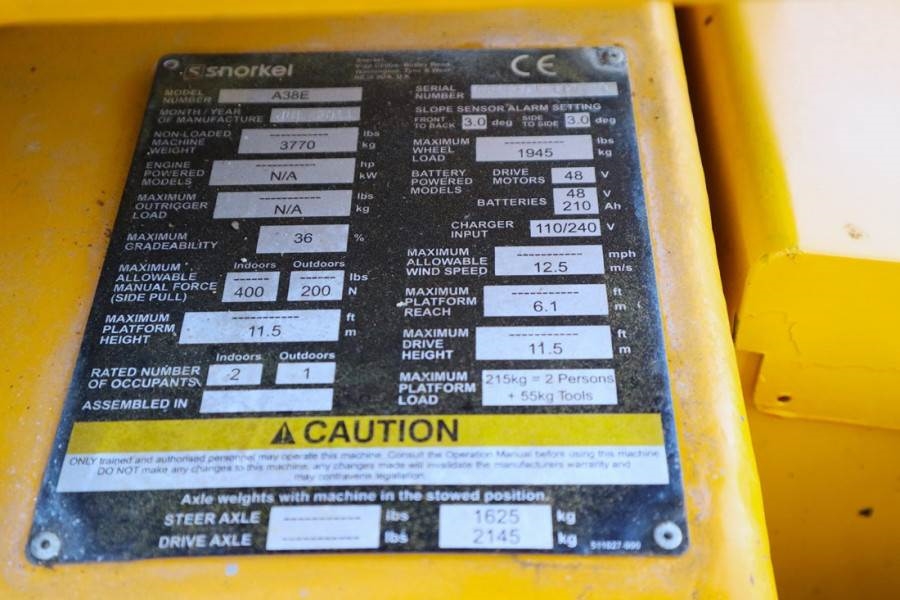 snorkel
CE
MODEL NUMBER A38E
MONTH / YEAR OF MANUFACTURE
NON-LOADED MACHINE WEIGHT ---------- lbs
3770 kg
ENGINE POWERED MODELS ---------- hp
N/A kW
MAXIMUM OUTRIGGER LOAD ---------- lbs
N/A kg
MAXIMUM GRADEABILITY 36 %
Indoors Outdoors
MAXIMUM ALLOWABLE MANUAL FORCE (SIDE PULL) ------ ------ lbs
400 200 N
MAXIMUM PLATFORM HEIGHT ---------- ft
11.5 m
Indoors Outdoors
RATED NUMBER OF OCCUPANTS 2 1
ASSEMBLED IN
SERIAL NUMBER
SLOPE SENSOR ALARM SETTING
FRONT TO BACK 3.0 deg SIDE TO SIDE 3.0 deg
MAXIMUM WHEEL LOAD ---------- lbs
1945 kg
BATTERY POWERED MODELS
DRIVE MOTORS 48 V
BATTERIES 48 V
210 Ah
CHARGER INPUT 110/240 V
MAXIMUM ALLOWABLE WIND SPEED ---------- mph
12.5 m/s
MAXIMUM PLATFORM REACH ---------- ft
6.1 m
MAXIMUM DRIVE HEIGHT ---------- ft
11.5 m
MAXIMUM PLATFORM LOAD 215kg = 2 Persons
+ 55kg Tools
CAUTION
ONLY trained and authorised personnel may operate this machine. Consult the Operation Manual before using this machine.
DO NOT make any changes to this machine, any changes made will invalidate the manufacturers warranty and
may contravene legislation.
Axle weights with machine in the stowed position.
STEER AXLE ---------- lbs 1625 kg
DRIVE AXLE ---------- lbs 2145 kg